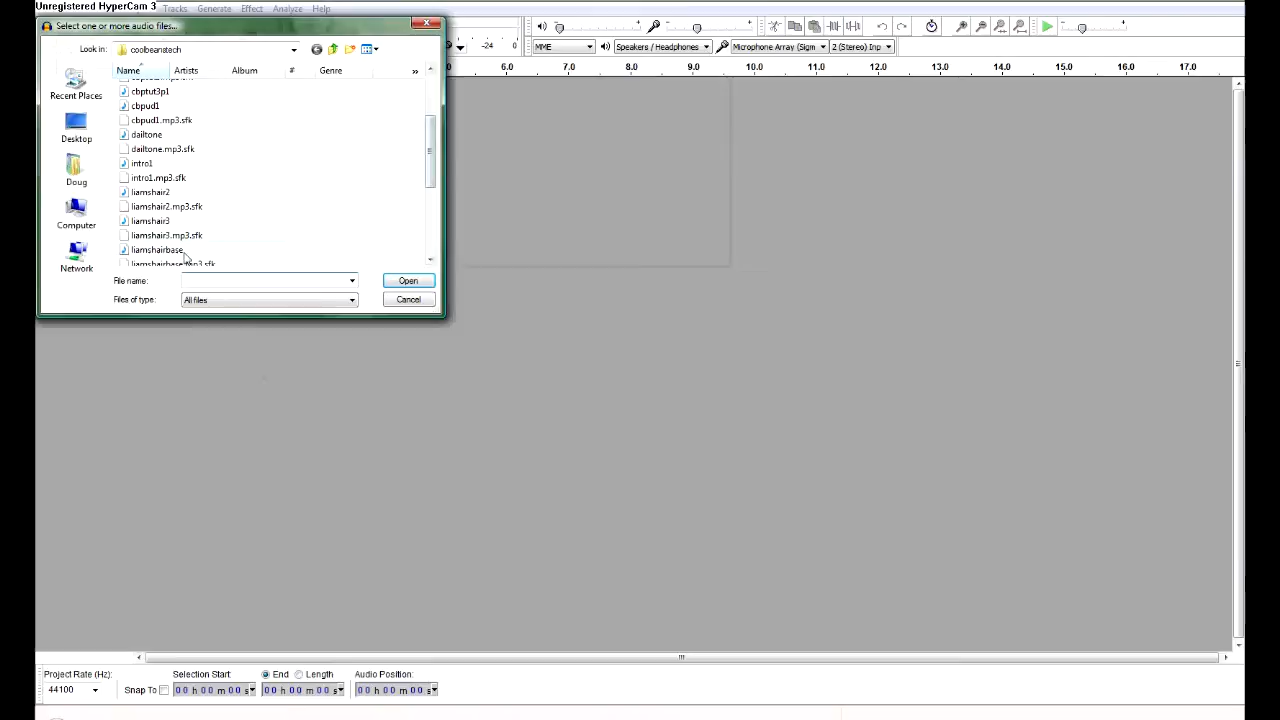 Unregistered HyperCam 3 Tracks Generate Effect Analyze Help
Select one or more audio files...
Look in: coolbeanstech
-24 0
MME Speakers / Headphones Microphone Array (Sigm 2 (Stereo) Inp
Name Artists Album # Genre »
6.0 7.0 8.0 9.0 10.0 11.0 12.0 13.0 14.0 15.0 16.0 17.0
cbptut3p1
cbpud1
cbpud1.mp3.sfk
dailtone
dailtone.mp3.sfk
intro1
intro1.mp3.sfk
liamshair2
liamshair2.mp3.sfk
liamshair3
liamshair3.mp3.sfk
liamshairbase
liamshairbase.mp3.sfk
Recent Places
Desktop
Doug
Computer
Network
File name: Open
Files of type: All files Cancel
Project Rate (Hz): Selection Start: End Length Audio Position:
44100 Snap To 00 h 00 m 00 s 00 h 00 m 00 s 00 h 00 m 00 s